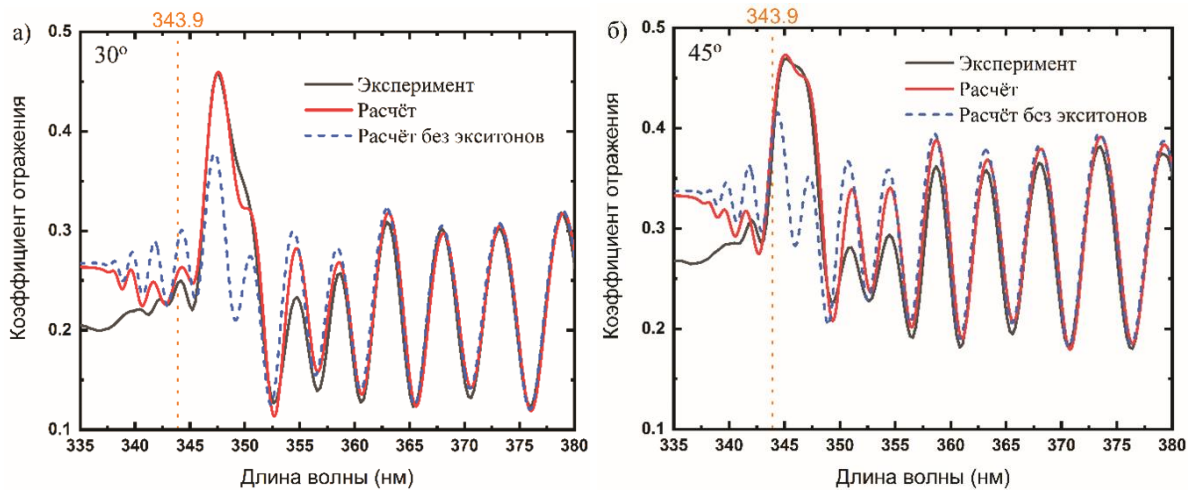 343.9
а)
30º
Эксперимент
Расчёт
Расчёт без экситонов
Коэффициент отражения
0.5
0.4
0.3
0.2
0.1
335 340 345 350 355 360 365 370 375 380
Длина волны (нм)
343.9
б)
45º
Эксперимент
Расчёт
Расчёт без экситонов
Коэффициент отражения
0.5
0.4
0.3
0.2
0.1
335 340 345 350 355 360 365 370 375 380
Длина волны (нм)